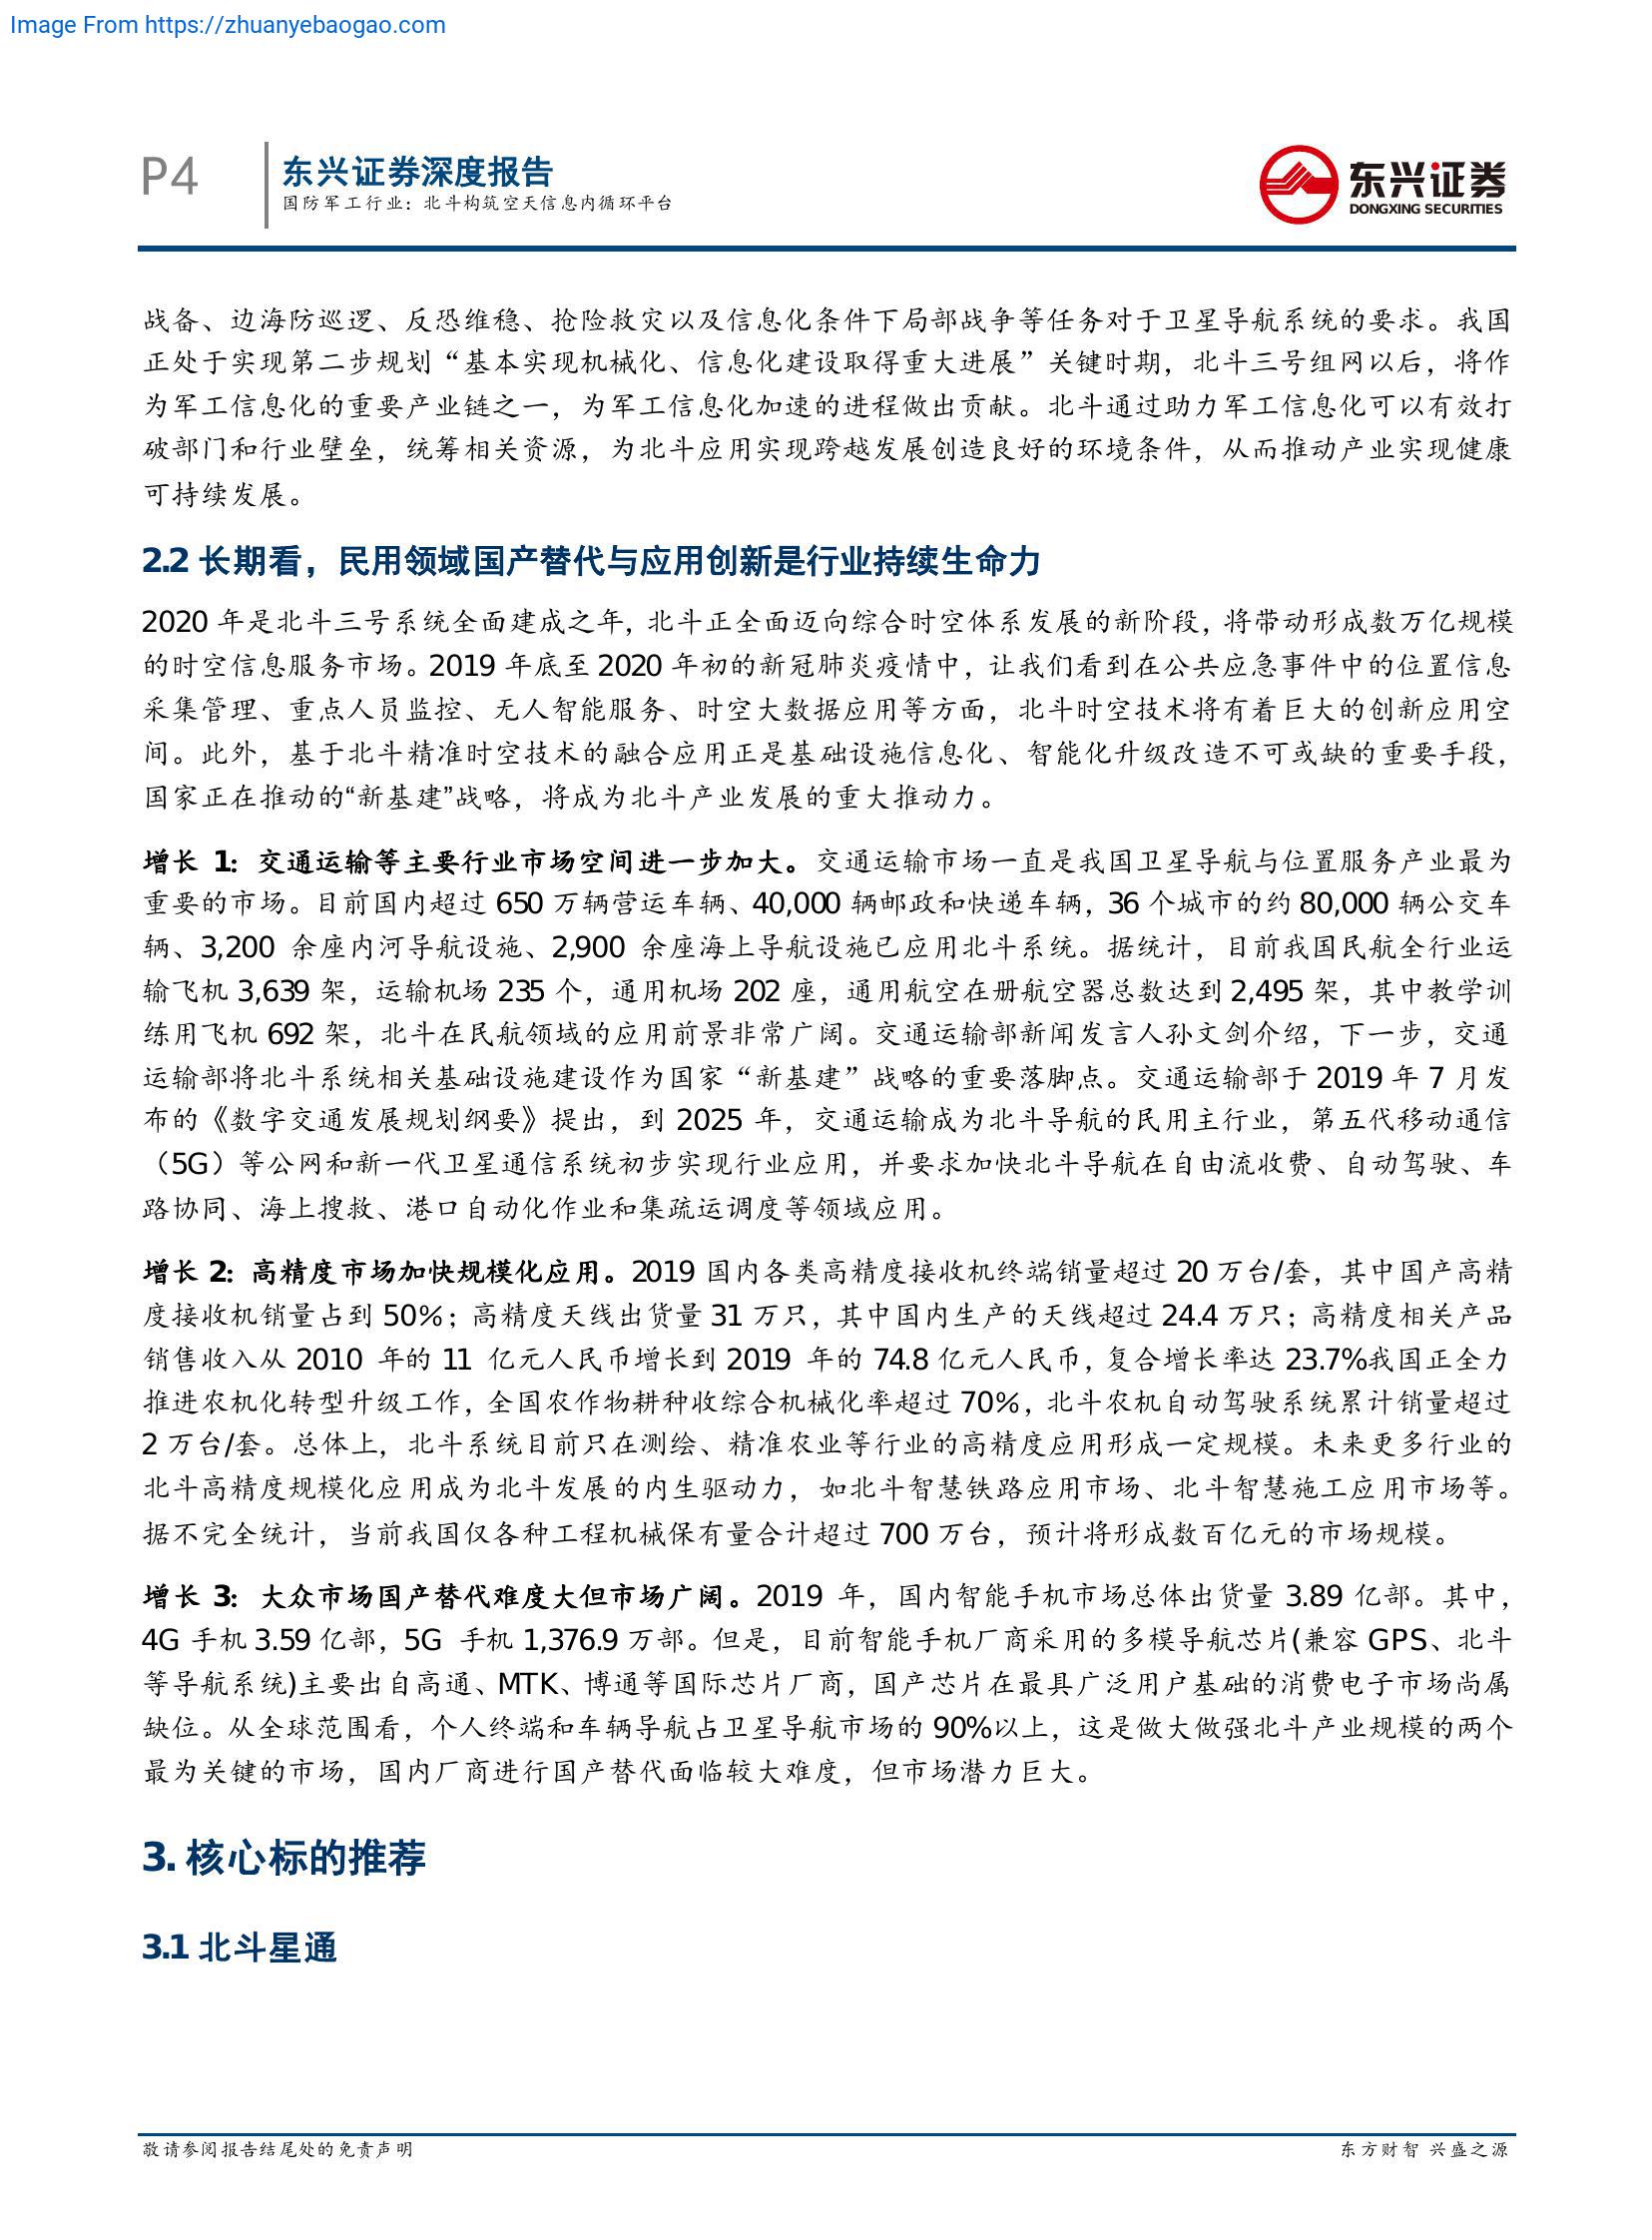 Image From https://zhuanyebaogao.com
P4
东兴证券深度报告
国防军工行业：北斗构筑空天信息内循环平台
东兴证券
DONGXING SECURITIES
战备、边海防巡逻、反恐维稳、抢险救灾以及信息化条件下局部战争等任务对于卫星导航系统的要求。我国
正处于实现第二步规划“基本实现机械化、信息化建设取得重大进展”关键时期，北斗三号组网以后，将作
为军工信息化的重要产业链之一，为军工信息化加速的进程做出贡献。北斗通过助力军工信息化可以有效打
破部门和行业壁垒，统筹相关资源，为北斗应用实现跨越发展创造良好的环境条件，从而推动产业实现健康
可持续发展。
2.2 长期看，民用领域国产替代与应用创新是行业持续生命力
2020 年是北斗三号系统全面建成之年，北斗正全面迈向综合时空体系发展的新阶段，将带动形成数万亿规模
的时空信息服务市场。2019 年底至 2020 年初的新冠肺炎疫情中，让我们看到在公共应急事件中的位置信息
采集管理、重点人员监控、无人智能服务、时空大数据应用等方面，北斗时空技术将有着巨大的创新应用空
间。此外，基于北斗精准时空技术的融合应用正是基础设施信息化、智能化升级改造不可或缺的重要手段，
国家正在推动的“新基建”战略，将成为北斗产业发展的重大推动力。
增长 1：交通运输等主要行业市场空间进一步加大。交通运输市场一直是我国卫星导航与位置服务产业最为
重要的市场。目前国内超过 650 万辆营运车辆、40,000 辆邮政和快递车辆，36 个城市的约 80,000 辆公交车
辆、3,200 余座内河导航设施、2,900 余座海上导航设施已应用北斗系统。据统计，目前我国民航全行业运
输飞机 3,639 架，运输机场 235 个，通用机场 202 座，通用航空在册航空器总数达到 2,495 架，其中教学训
练用飞机 692 架，北斗在民航领域的应用前景非常广阔。交通运输部新闻发言人孙文剑介绍，下一步，交通
运输部将北斗系统相关基础设施建设作为国家“新基建”战略的重要落脚点。交通运输部于 2019 年 7 月发
布的《数字交通发展规划纲要》提出，到 2025 年，交通运输成为北斗导航的民用主行业，第五代移动通信
（5G）等公网和新一代卫星通信系统初步实现行业应用，并要求加快北斗导航在自由流收费、自动驾驶、车
路协同、海上搜救、港口自动化作业和集疏运调度等领域应用。
增长 2：高精度市场加快规模化应用。2019 国内各类高精度接收机终端销量超过 20 万台/套，其中国产高精
度接收机销量占到 50%；高精度天线出货量 31 万只，其中国内生产的天线超过 24.4 万只；高精度相关产品
销售收入从 2010 年的 11 亿元人民币增长到 2019 年的 74.8 亿元人民币，复合增长率达 23.7%我国正全力
推进农机化转型升级工作，全国农作物耕种收综合机械化率超过 70%，北斗农机自动驾驶系统累计销量超过
2 万台/套。总体上，北斗系统目前只在测绘、精准农业等行业的高精度应用形成一定规模。未来更多行业的
北斗高精度规模化应用成为北斗发展的内生驱动力，如北斗智慧铁路应用市场、北斗智慧施工应用市场等。
据不完全统计，当前我国仅各种工程机械保有量合计超过 700 万台，预计将形成数百亿元的市场规模。
增长 3：大众市场国产替代难度大但市场广阔。2019 年，国内智能手机市场总体出货量 3.89 亿部。其中，
4G 手机 3.59 亿部，5G 手机 1,376.9 万部。但是，目前智能手机厂商采用的多模导航芯片(兼容 GPS、北斗
等导航系统)主要出自高通、MTK、博通等国际芯片厂商，国产芯片在最具广泛用户基础的消费电子市场尚属
缺位。从全球范围看，个人终端和车辆导航占卫星导航市场的 90%以上，这是做大做强北斗产业规模的两个
最为关键的市场，国内厂商进行国产替代面临较大难度，但市场潜力巨大。
3. 核心标的推荐
3.1 北斗星通
敬请参阅报告结尾处的免责声明
东方财智 兴盛之源